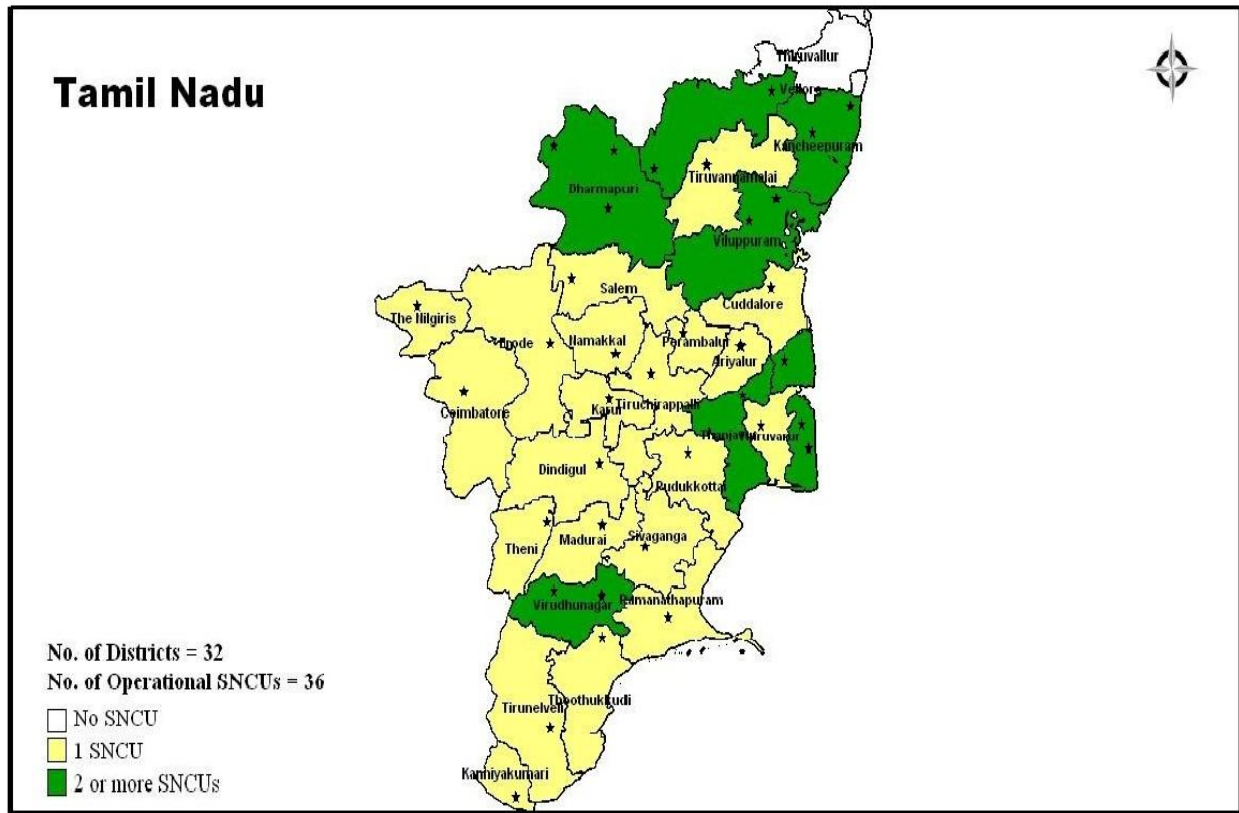 Tamil Nadu
Thiruvallur
Vellore
Kancheepuram
Tiruvannamalai
Dharmapuri
Viluppuram
Salem
Cuddalore
The Nilgiris
Erode
Namakkal
Perambalur
Ariyalur
Coimbatore
Karur
Tiruchirappalli
Thanjavur
Thiruvarur
Dindigul
Pudukkottai
Theni
Madurai
Sivaganga
Virudhunagar
Ramanathapuram
Thoothukkudi
Tirunelveli
Kanniyakumari
No. of Districts = 32
No. of Operational SNCUs = 36
No SNCU
1 SNCU
2 or more SNCUs